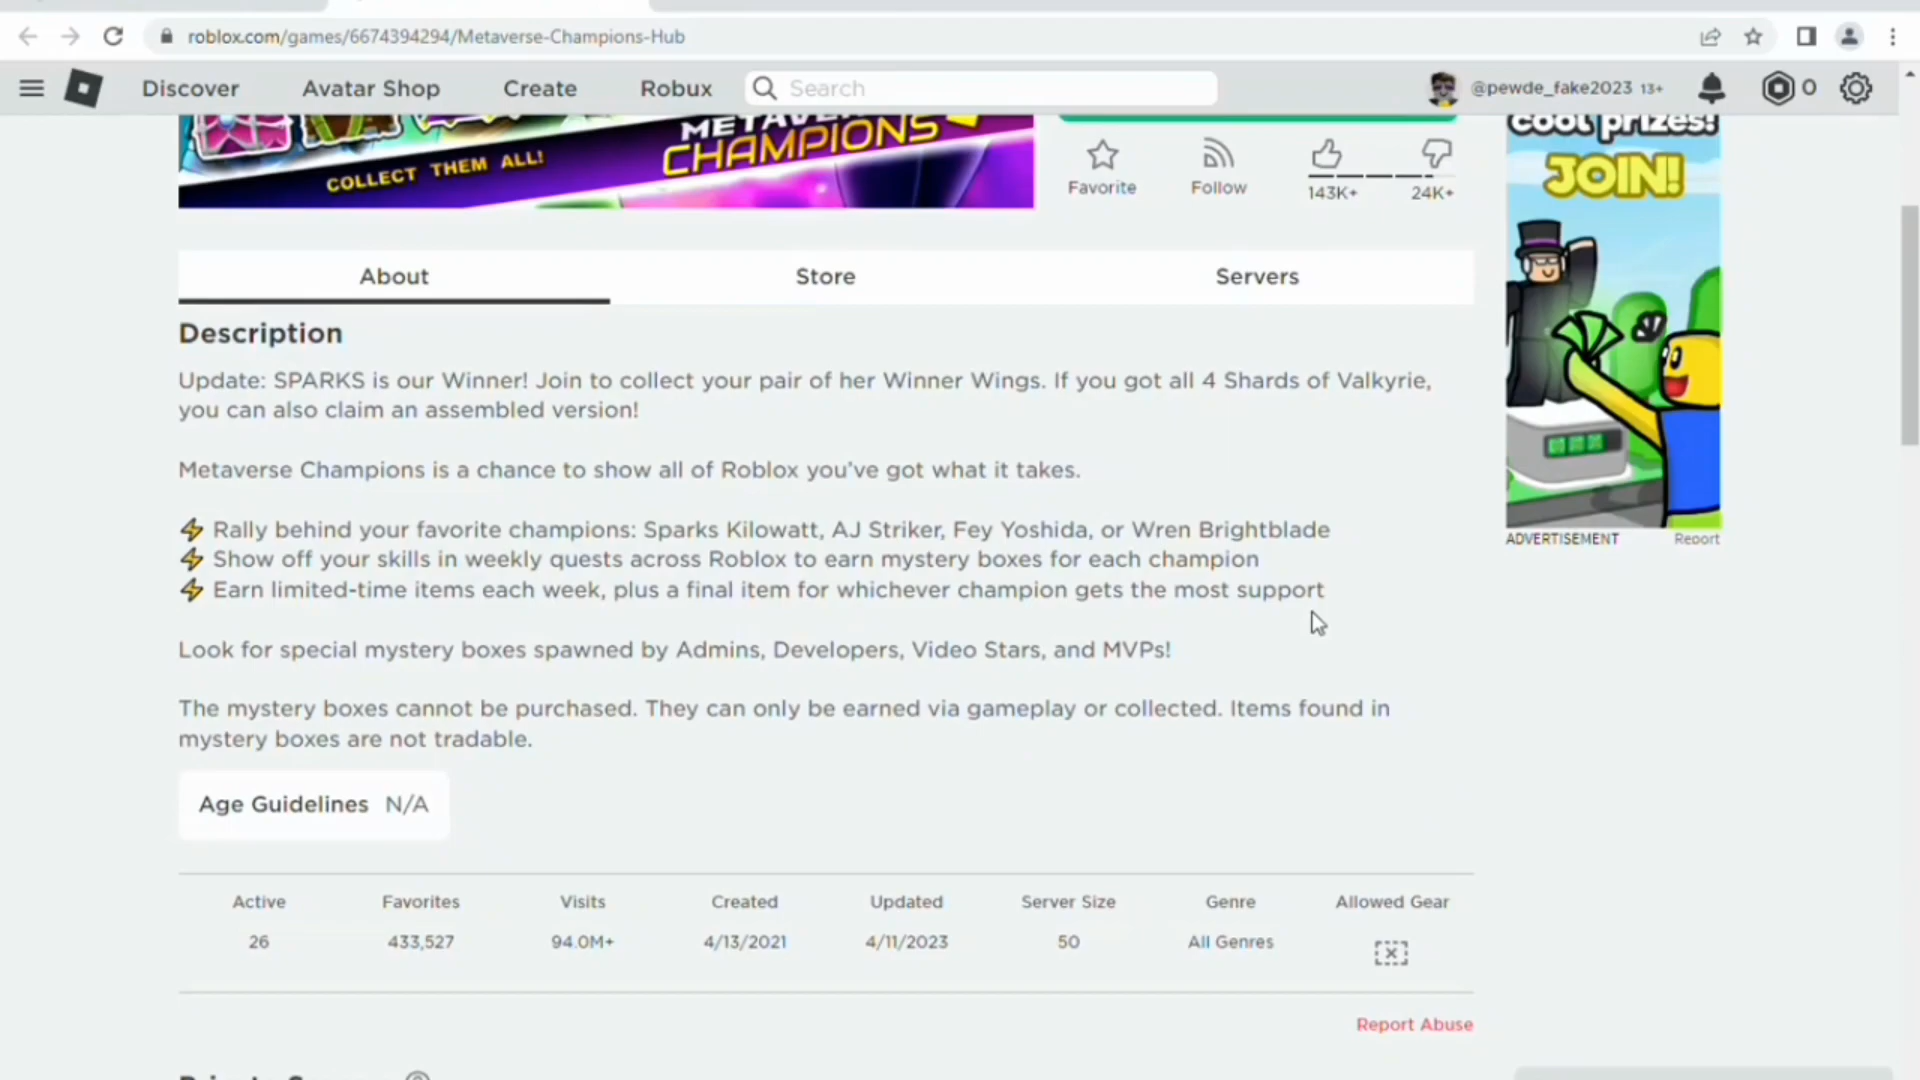 roblox.com/games/6674394294/Metaverse-Champions-Hub
Discover Avatar Shop Create Robux Search @pewde_fake2023 13+ 0
COLLECT THEM ALL!
METAVERSE
CHAMPIONS
Favorite Follow 143K+ 24K+
cool prizes!
JOIN!
ADVERTISEMENT Report
About Store Servers
Description
Update: SPARKS is our Winner! Join to collect your pair of her Winner Wings. If you got all 4 Shards of Valkyrie,
you can also claim an assembled version!
Metaverse Champions is a chance to show all of Roblox you've got what it takes.
⚡ Rally behind your favorite champions: Sparks Kilowatt, AJ Striker, Fey Yoshida, or Wren Brightblade
⚡ Show off your skills in weekly quests across Roblox to earn mystery boxes for each champion
⚡ Earn limited-time items each week, plus a final item for whichever champion gets the most support
Look for special mystery boxes spawned by Admins, Developers, Video Stars, and MVPs!
The mystery boxes cannot be purchased. They can only be earned via gameplay or collected. Items found in
mystery boxes are not tradable.
Age Guidelines N/A
Active Favorites Visits Created Updated Server Size Genre Allowed Gear
26 433,527 94.0M+ 4/13/2021 4/11/2023 50 All Genres
Report Abuse